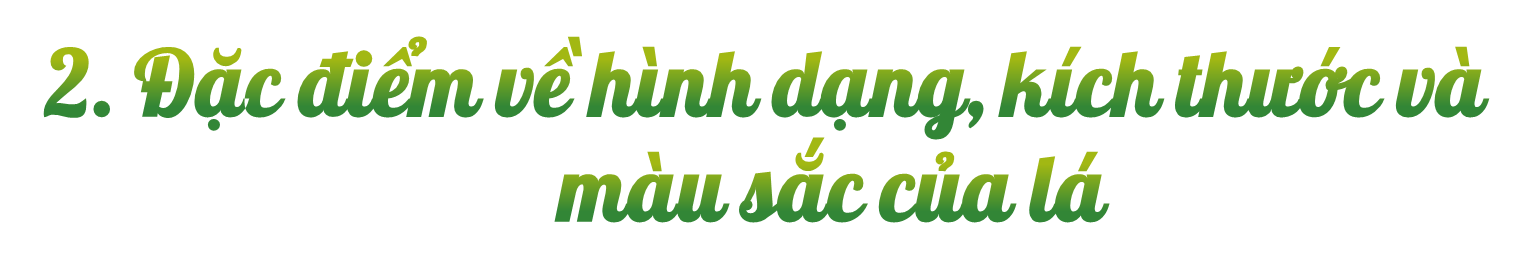 2. Đặc điểm về hình dạng, kích thước và
màu sắc của lá